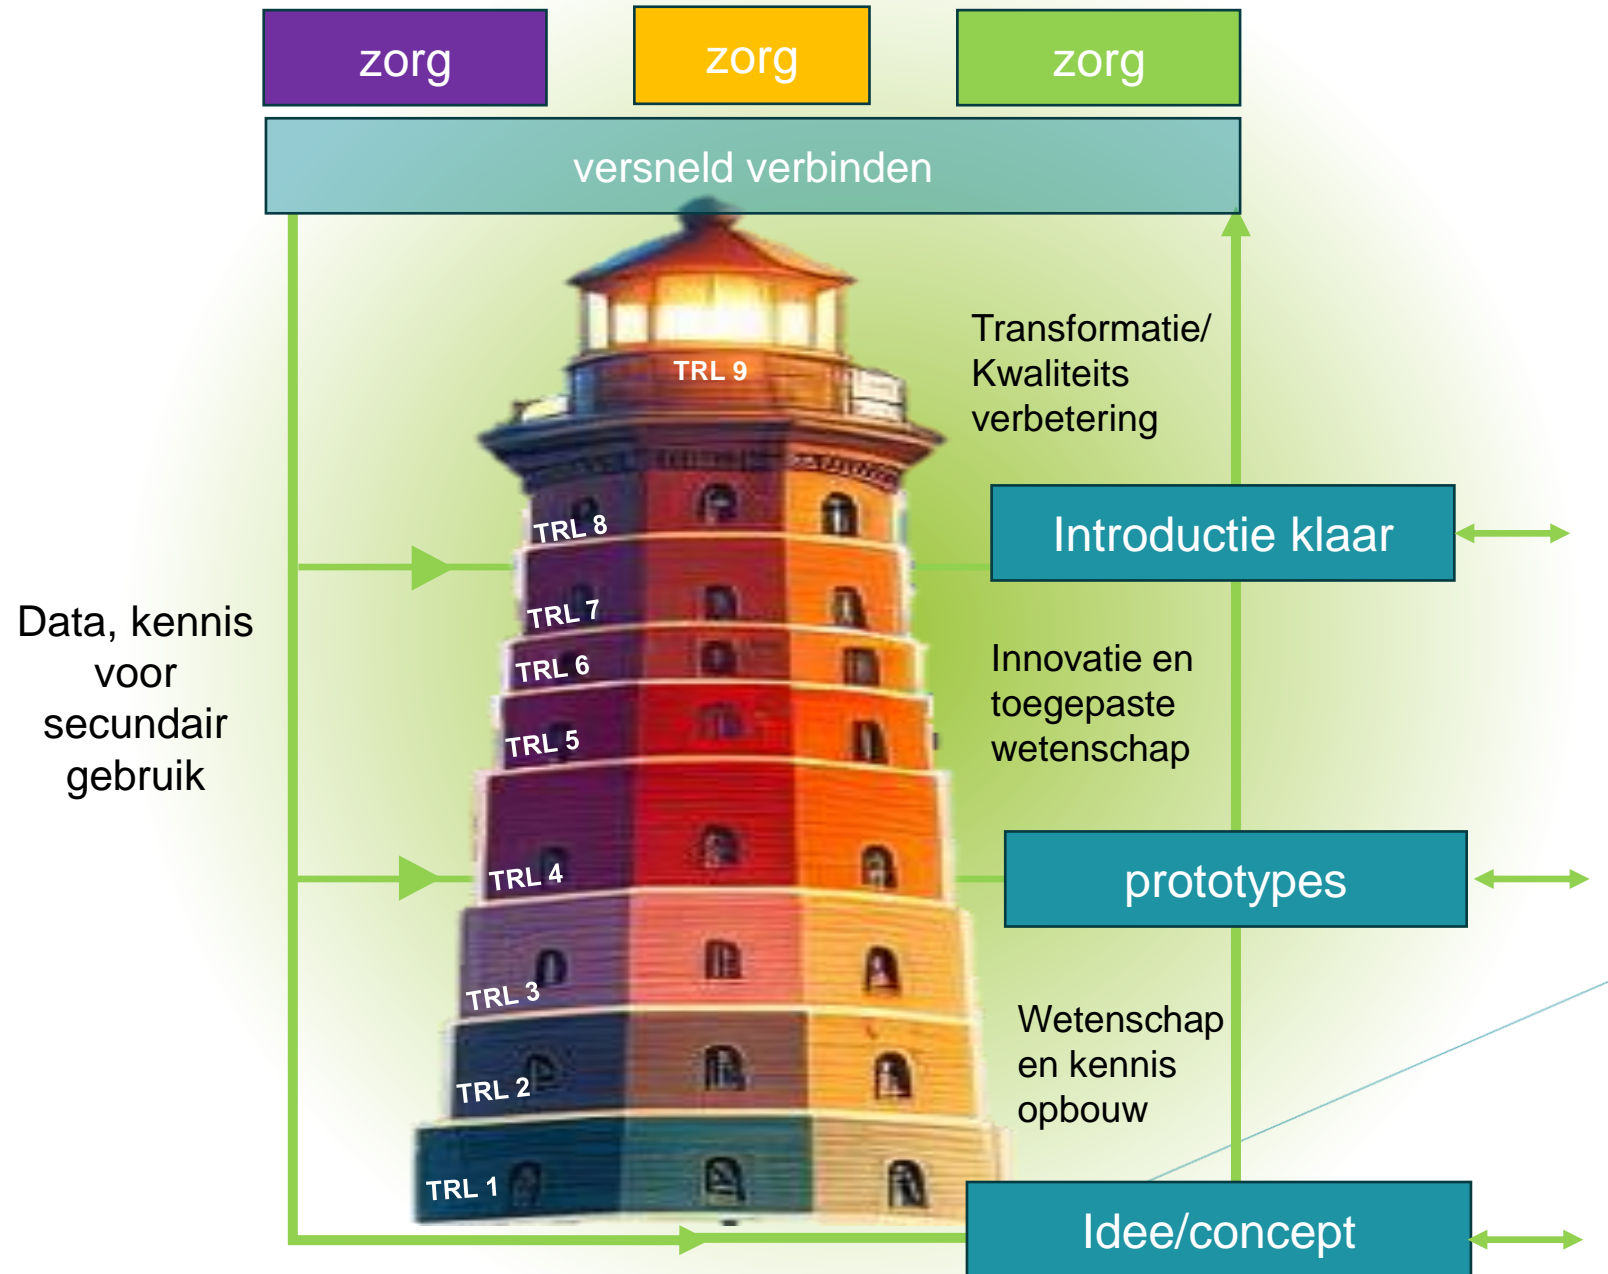 zorg
zorg
zorg
versneld verbinden
TRL 9
Transformatie/
Kwaliteits
verbetering
TRL 8
Introductie klaar
TRL 7
Data, kennis
voor
secundair
gebruik
TRL 6
Innovatie en
toegepaste
wetenschap
TRL 5
TRL 4
prototypes
TRL 3
Wetenschap
en kennis
opbouw
TRL 2
TRL 1
Idee/concept